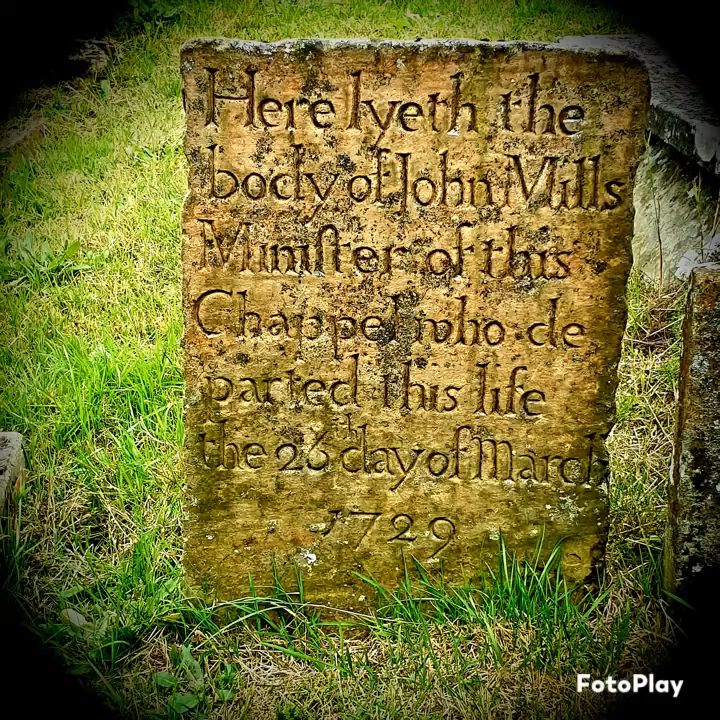 Here lyeth the
body of John Mills
Miniſter of this
Chappel who de
parted this life
the 26th day of March
1729
FotoPlay